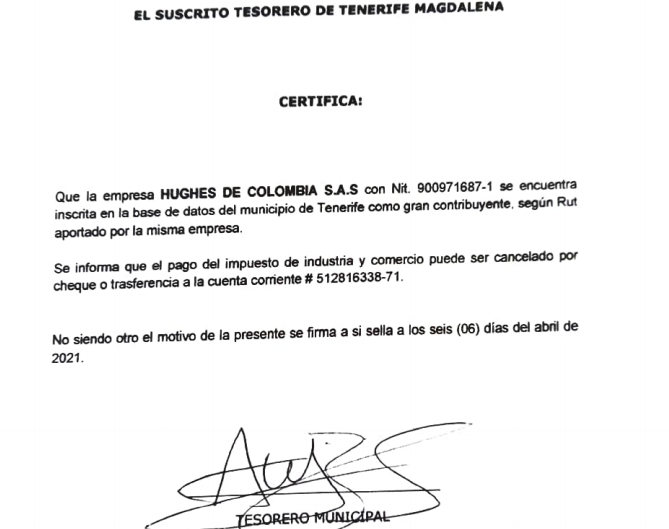 EL SUSCRITO TESORERO DE TENERIFE MAGDALENA
CERTIFICA:
Que la empresa HUGHES DE COLOMBIA S.A.S con Nit. 900971687-1 se encuentra
inscrita en la base de datos del municipio de Tenerife como gran contribuyente, según Rut
aportado por la misma empresa.
Se informa que el pago del impuesto de industria y comercio puede ser cancelado por
cheque o trasferencia a la cuenta corriente # 512816338-71.
No siendo otro el motivo de la presente se firma a si sella a los seis (06) días del abril de
2021.
TESORERO MUNICIPAL